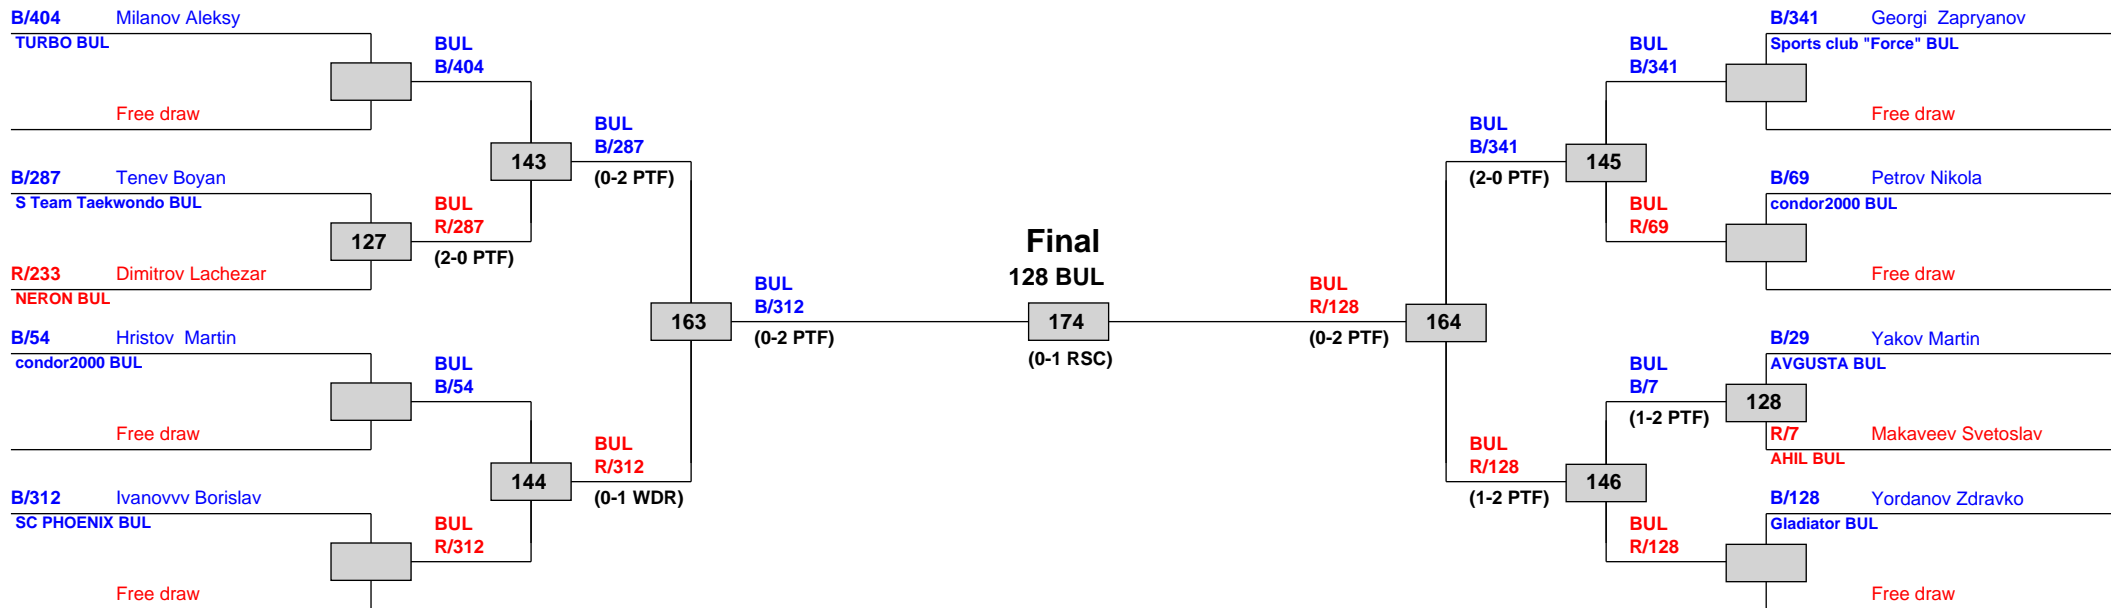 B/404 Milanov Aleksy
TURBO BUL
Free draw
BUL
B/404
B/287 Tenev Boyan
S Team Taekwondo BUL
127
R/233 Dimitrov Lachezar
NERON BUL
BUL
R/287
(2-0 PTF)
143
BUL
B/287
(0-2 PTF)
B/54 Hristov Martin
condor2000 BUL
Free draw
BUL
B/54
B/312 Ivanovvv Borislav
SC PHOENIX BUL
Free draw
BUL
R/312
144
BUL
R/312
(0-1 WDR)
163
BUL
B/312
(0-2 PTF)
Final
128 BUL
174
(0-1 RSC)
BUL
R/128
(0-2 PTF)
164
BUL
B/341
(2-0 PTF)
145
BUL
B/341
B/341 Georgi Zapryanov
Sports club "Force" BUL
Free draw
BUL
R/69
B/69 Petrov Nikola
condor2000 BUL
Free draw
BUL
R/128
(1-2 PTF)
146
BUL
B/7
(1-2 PTF)
128
B/29 Yakov Martin
AVGUSTA BUL
R/7 Makaveev Svetoslav
AHIL BUL
BUL
R/128
B/128 Yordanov Zdravko
Gladiator BUL
Free draw